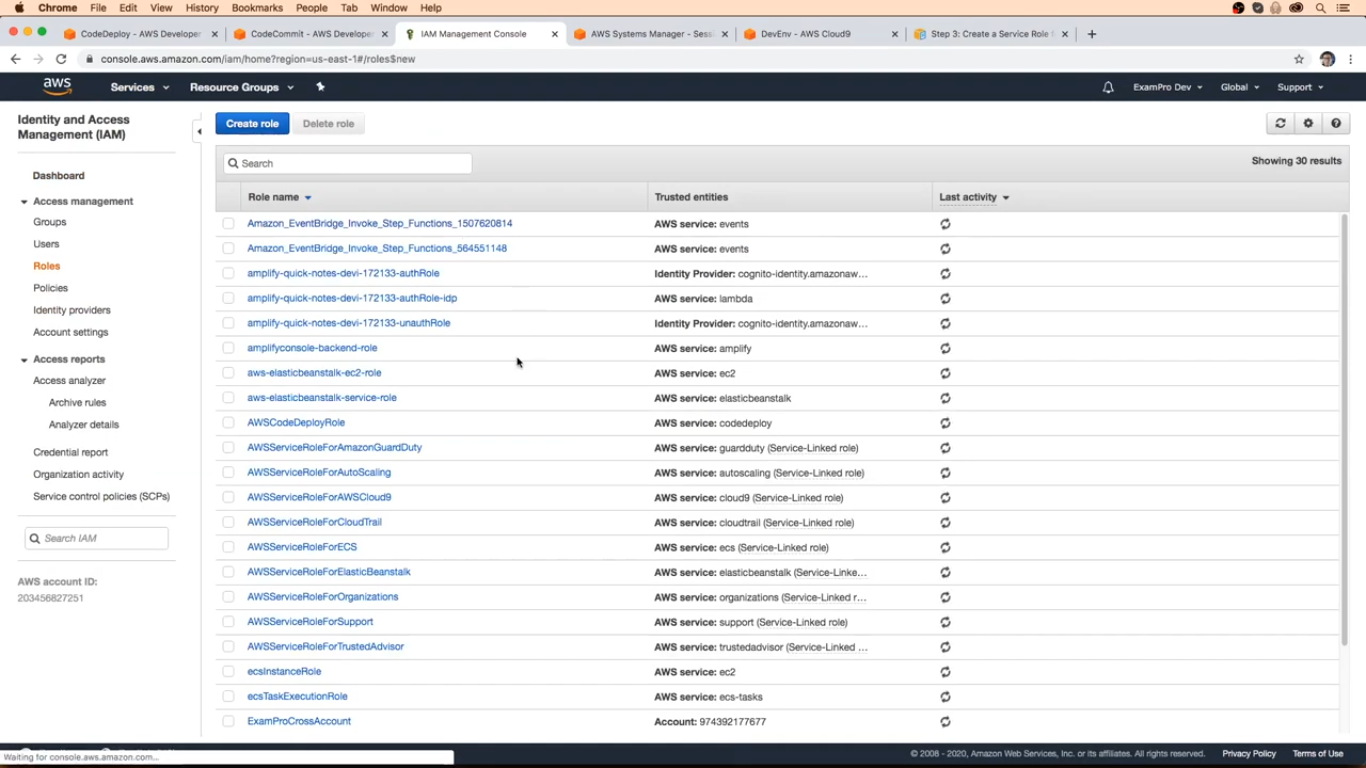 Chrome File Edit View History Bookmarks People Tab Window Help
CodeDeploy - AWS Developer CodeCommit - AWS Develope IAM Management Console AWS Systems Manager - Sess DevEnv - AWS Cloud9 Step 3: Create a Service Role
console.aws.amazon.com/iam/home?region=us-east-1#/roles$new
aws Services Resource Groups ExamPro Dev Global Support
Identity and Access
Management (IAM)
Dashboard
Access management
Groups
Users
Roles
Policies
Identity providers
Account settings
Access reports
Access analyzer
Archive rules
Analyzer details
Credential report
Organization activity
Service control policies (SCPs)
Search IAM
AWS account ID:
203456827251
Create role Delete role
Search
Showing 30 results
Role name Trusted entities Last activity
Amazon_EventBridge_Invoke_Step_Functions_1507620814 AWS service: events
Amazon_EventBridge_Invoke_Step_Functions_564551148 AWS service: events
amplify-quick-notes-devi-172133-authRole Identity Provider: cognito-identity.amazonaw...
amplify-quick-notes-devi-172133-authRole-idp AWS service: lambda
amplify-quick-notes-devi-172133-unauthRole Identity Provider: cognito-identity.amazonaw...
amplifyconsole-backend-role AWS service: amplify
aws-elasticbeanstalk-ec2-role AWS service: ec2
aws-elasticbeanstalk-service-role AWS service: elasticbeanstalk
AWSCodeDeployRole AWS service: codedeploy
AWSServiceRoleForAmazonGuardDuty AWS service: guardduty (Service-Linked role)
AWSServiceRoleForAutoScaling AWS service: autoscaling (Service-Linked role)
AWSServiceRoleForAWSCloud9 AWS service: cloud9 (Service-Linked role)
AWSServiceRoleForCloudTrail AWS service: cloudtrail (Service-Linked role)
AWSServiceRoleForECS AWS service: ecs (Service-Linked role)
AWSServiceRoleForElasticBeanstalk AWS service: elasticbeanstalk (Service-Linke...
AWSServiceRoleForOrganizations AWS service: organizations (Service-Linked r...
AWSServiceRoleForSupport AWS service: support (Service-Linked role)
AWSServiceRoleForTrustedAdvisor AWS service: trustedadvisor (Service-Linked ...
ecsInstanceRole AWS service: ec2
ecsTaskExecutionRole AWS service: ecs-tasks
ExamProCrossAccount Account: 974392177677
Waiting for console.aws.amazon.com...
© 2008 - 2020, Amazon Web Services, Inc. or its affiliates. All rights reserved. Privacy Policy Terms of Use